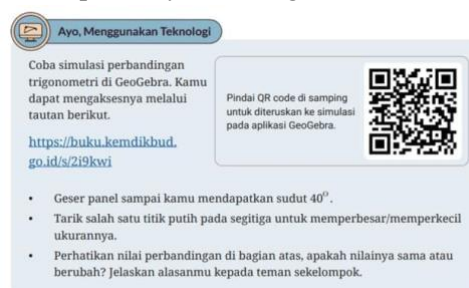 Ayo, Menggunakan Teknologi
Coba simulasi perbandingan
trigonometri di GeoGebra. Kamu
dapat mengaksesnya melalui
tautan berikut.
https://buku.kemdikbud.
go.id/s/2i9kwi
Pindai QR code di samping
untuk diteruskan ke simulasi
pada aplikasi GeoGebra.
• Geser panel sampai kamu mendapatkan sudut 40⁰.
• Tarik salah satu titik putih pada segitiga untuk memperbesar/memperkecil
ukurannya.
• Perhatikan nilai perbandingan di bagian atas, apakah nilainya sama atau
berubah? Jelaskan alasanmu kepada teman sekelompok.